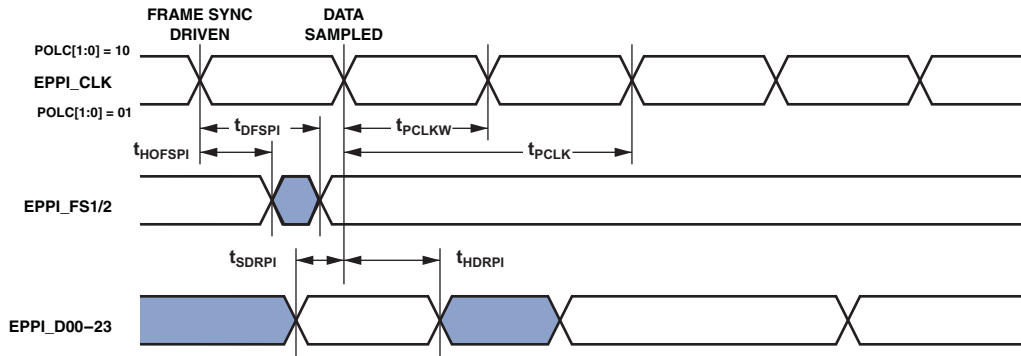 FRAME SYNC
DRIVEN
DATA
SAMPLED
POLC[1:0] = 10
EPPI_CLK
POLC[1:0] = 01
tDFSPI
tPCLKW
tHOFSPI
tPCLK
EPPI_FS1/2
tSDRPI
tHDRPI
EPPI_D00–23